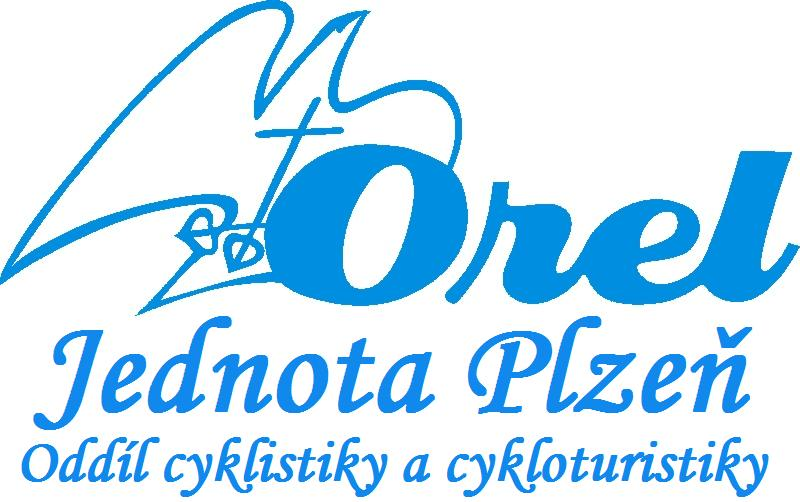 Orel
Jednota Plzeň
Oddíl cyklistiky a cykloturistiky